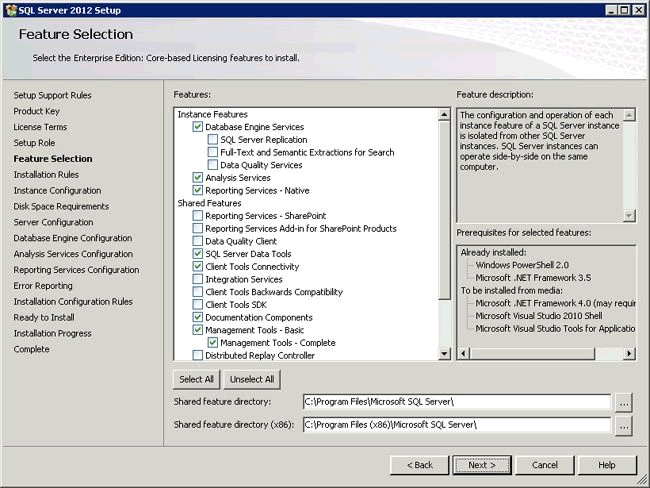 SQL Server 2012 Setup
Feature Selection
Select the Enterprise Edition: Core-based Licensing features to install.
Setup Support Rules
Product Key
License Terms
Setup Role
Feature Selection
Installation Rules
Instance Configuration
Disk Space Requirements
Server Configuration
Database Engine Configuration
Analysis Services Configuration
Reporting Services Configuration
Error Reporting
Installation Configuration Rules
Ready to Install
Installation Progress
Complete
Features:
Instance Features
Database Engine Services
SQL Server Replication
Full-Text and Semantic Extractions for Search
Data Quality Services
Analysis Services
Reporting Services - Native
Shared Features
Reporting Services - SharePoint
Reporting Services Add-in for SharePoint Products
Data Quality Client
SQL Server Data Tools
Client Tools Connectivity
Integration Services
Client Tools Backwards Compatibility
Client Tools SDK
Documentation Components
Management Tools - Basic
Management Tools - Complete
Distributed Replay Controller
Feature description:
The configuration and operation of each
instance feature of a SQL Server instance
is isolated from other SQL Server
instances. SQL Server instances can
operate side-by-side on the same
computer.
Prerequisites for selected features:
Already installed:
Windows PowerShell 2.0
Microsoft .NET Framework 3.5
To be installed from media:
Microsoft .NET Framework 4.0 (may requir
Microsoft Visual Studio 2010 Shell
Microsoft Visual Studio Tools for Applicatio
Select All
Unselect All
Shared feature directory:
C:\Program Files\Microsoft SQL Server\
...
Shared feature directory (x86):
C:\Program Files (x86)\Microsoft SQL Server\
...
< Back
Next >
Cancel
Help